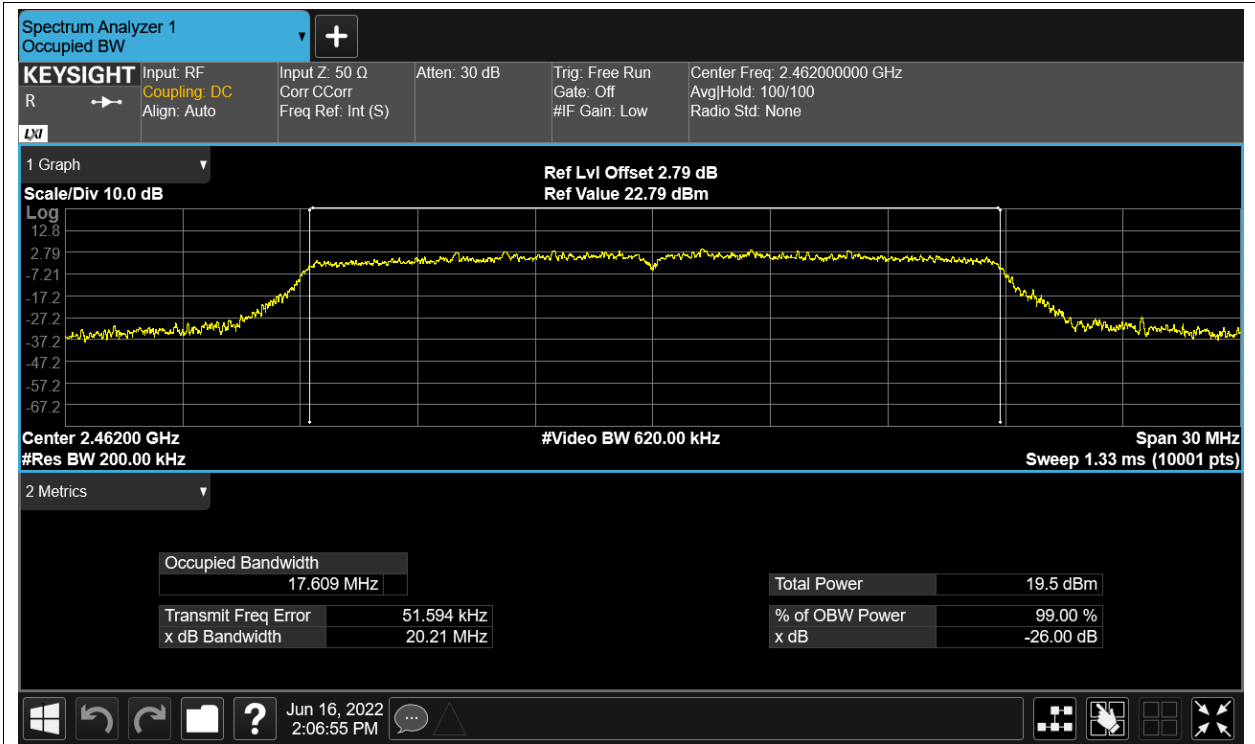 Spectrum Analyzer 1
Occupied BW
KEYSIGHT Input: RF Input Z: 50 Ω Atten: 30 dB Trig: Free Run Center Freq: 2.462000000 GHz
R Coupling: DC Corr CCorr Gate: Off Avg|Hold: 100/100
Align: Auto Freq Ref: Int (S) #IF Gain: Low Radio Std: None
LXI
1 Graph
Ref Lvl Offset 2.79 dB
Scale/Div 10.0 dB Ref Value 22.79 dBm
Log
12.8
2.79
-7.21
-17.2
-27.2
-37.2
-47.2
-57.2
-67.2
Center 2.46200 GHz #Video BW 620.00 kHz Span 30 MHz
#Res BW 200.00 kHz Sweep 1.33 ms (10001 pts)
2 Metrics
Occupied Bandwidth
17.609 MHz Total Power 19.5 dBm
Transmit Freq Error 51.594 kHz % of OBW Power 99.00 %
x dB Bandwidth 20.21 MHz x dB -26.00 dB
? Jun 16, 2022
2:06:55 PM